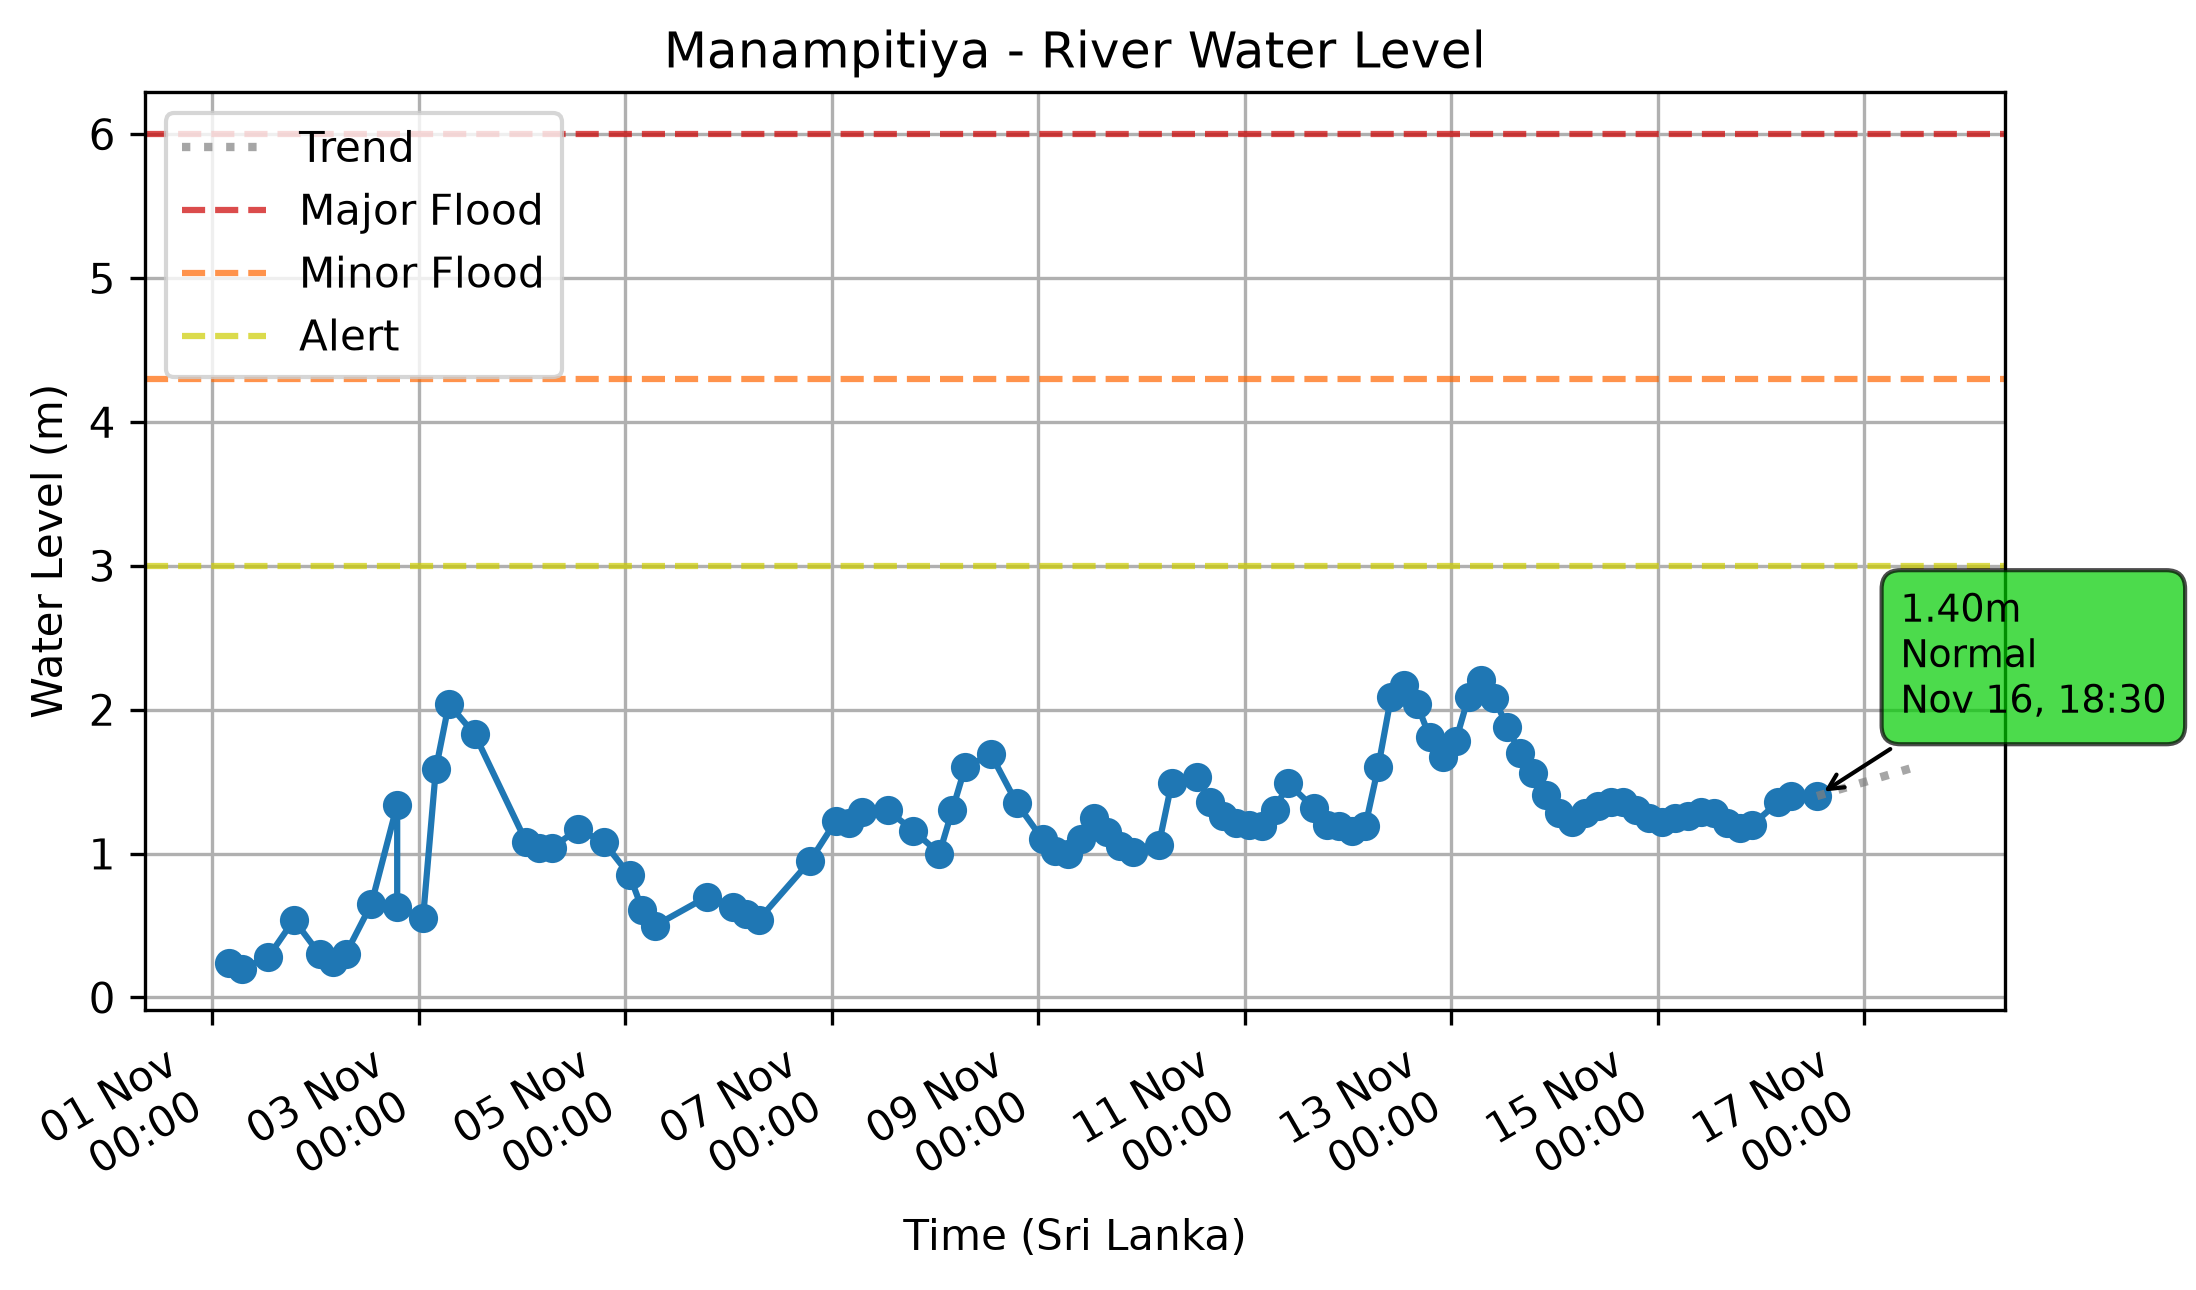 Manampitiya - River Water Level
Water Level (m)
6
5
4
3
2
1
0
Trend
Major Flood
Minor Flood
Alert
1.40m
Normal
Nov 16, 18:30
01 Nov
00:00
03 Nov
00:00
05 Nov
00:00
07 Nov
00:00
09 Nov
00:00
11 Nov
00:00
13 Nov
00:00
15 Nov
00:00
17 Nov
00:00
Time (Sri Lanka)